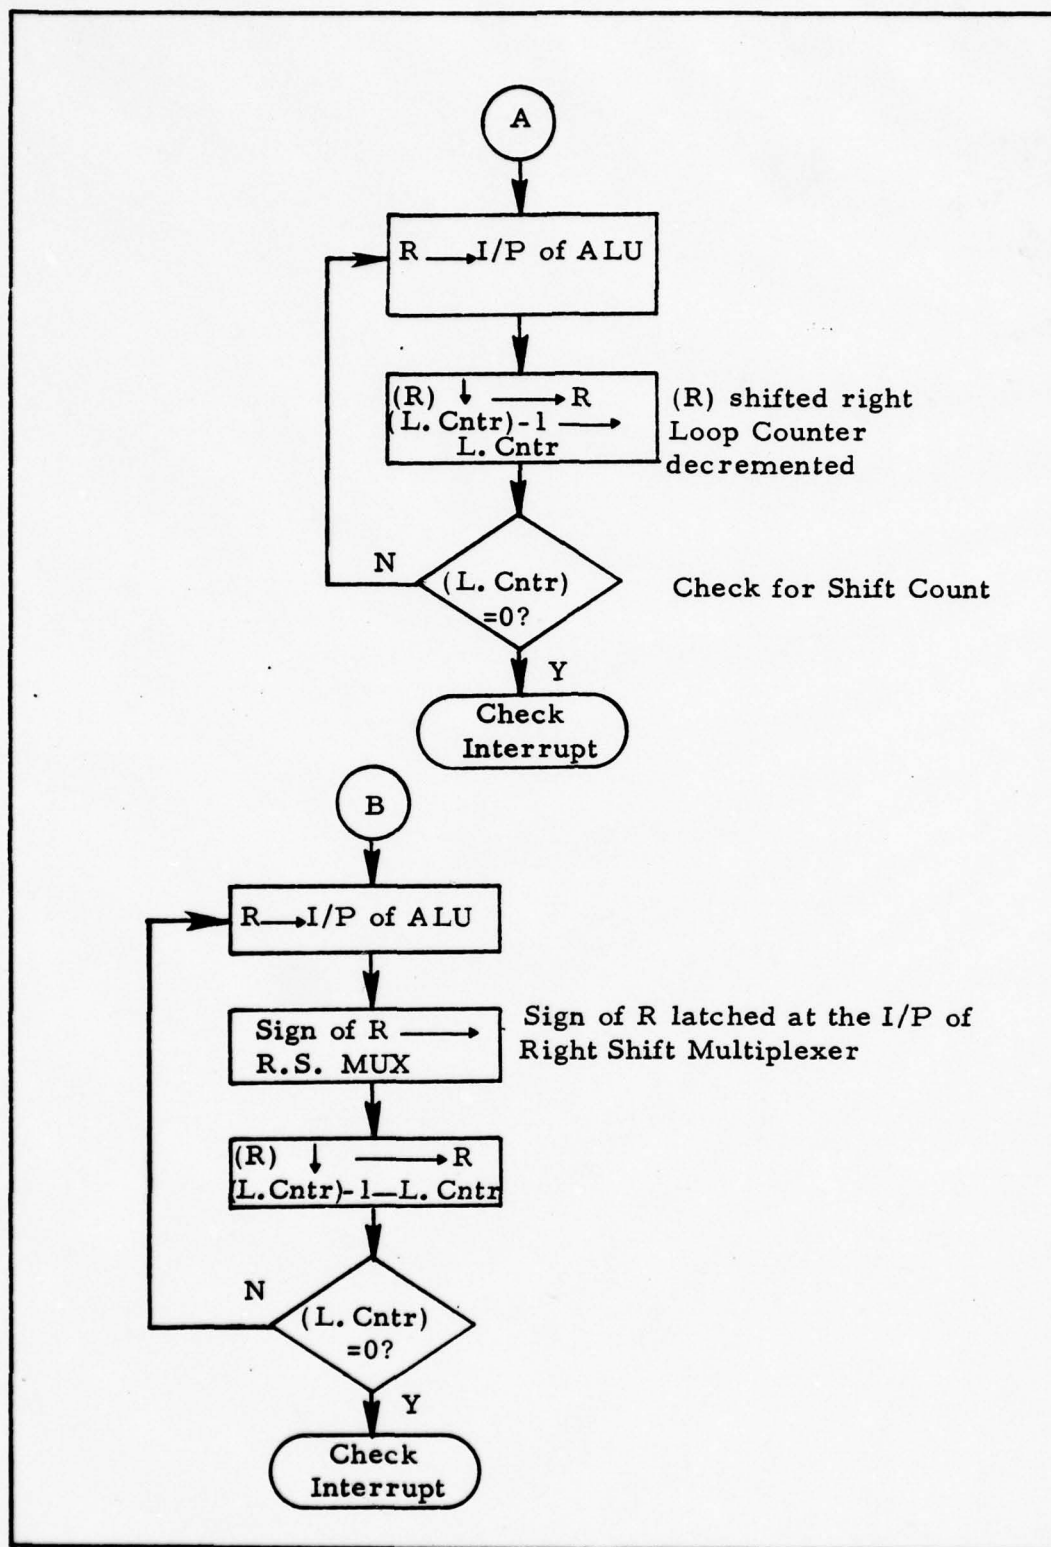 A
R → I/P of ALU
(R) ↓ → R
(L. Cntr)-1 →
L. Cntr
(R) shifted right
Loop Counter
decremented
N
(L. Cntr)
=0?
Check for Shift Count
Y
Check
Interrupt
B
R → I/P of ALU
Sign of R →
R.S. MUX
Sign of R latched at the I/P of
Right Shift Multiplexer
(R) ↓ → R
(L.Cntr)-1—L. Cntr
N
(L. Cntr)
=0?
Y
Check
Interrupt